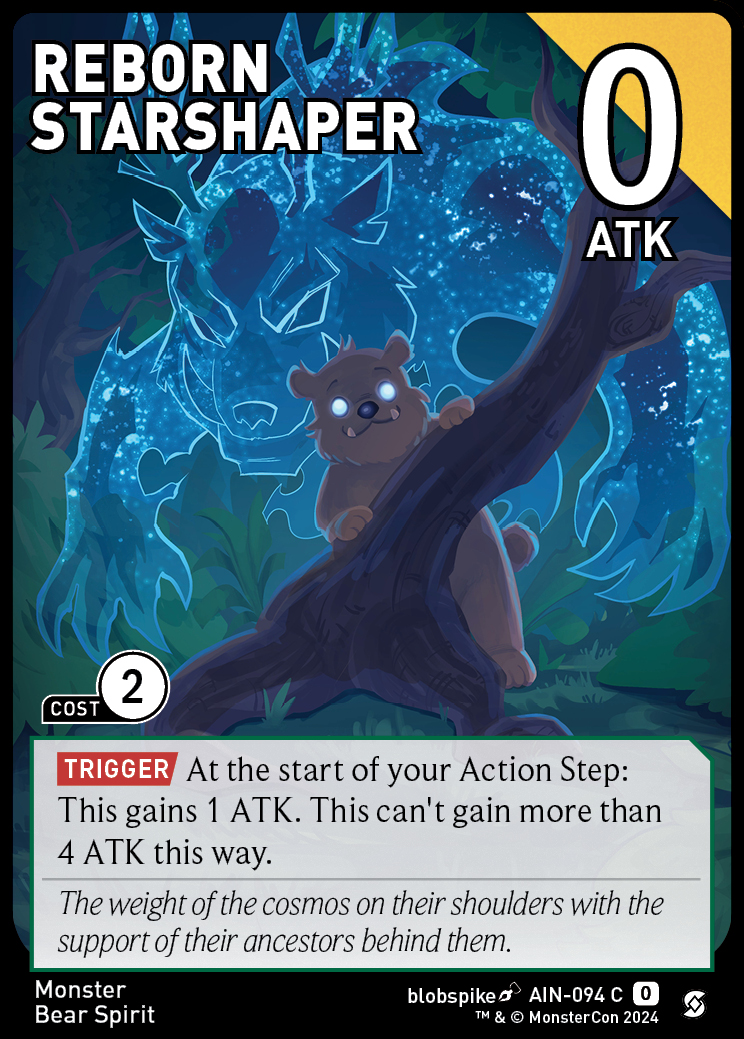 REBORN
STARSHAPER
0
ATK
COST 2
TRIGGER At the start of your Action Step:
This gains 1 ATK. This can't gain more than
4 ATK this way.
The weight of the cosmos on their shoulders with the
support of their ancestors behind them.
Monster
Bear Spirit
blobspike AIN-094 C 0
™ & © MonsterCon 2024